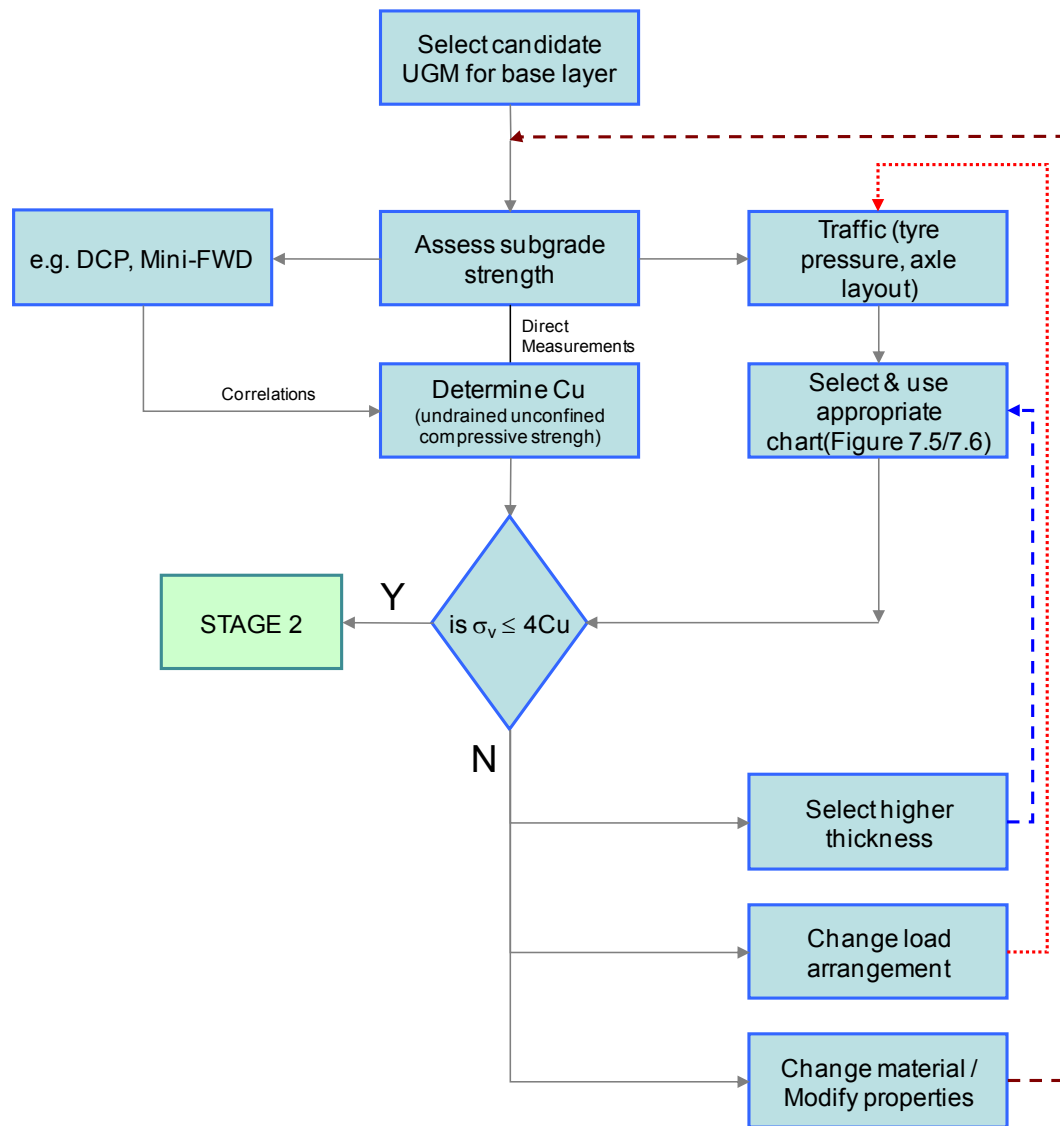 Select candidate
UGM for base layer
e.g. DCP, Mini-FWD
Assess subgrade
strength
Traffic (tyre
pressure, axle
layout)
Direct
Measurements
Correlations
Determine Cu
(undrained unconfined
compressive strengh)
Select & use
appropriate
chart(Figure 7.5/7.6)
STAGE 2
Y
is σv ≤ 4Cu
N
Select higher
thickness
Change load
arrangement
Change material /
Modify properties